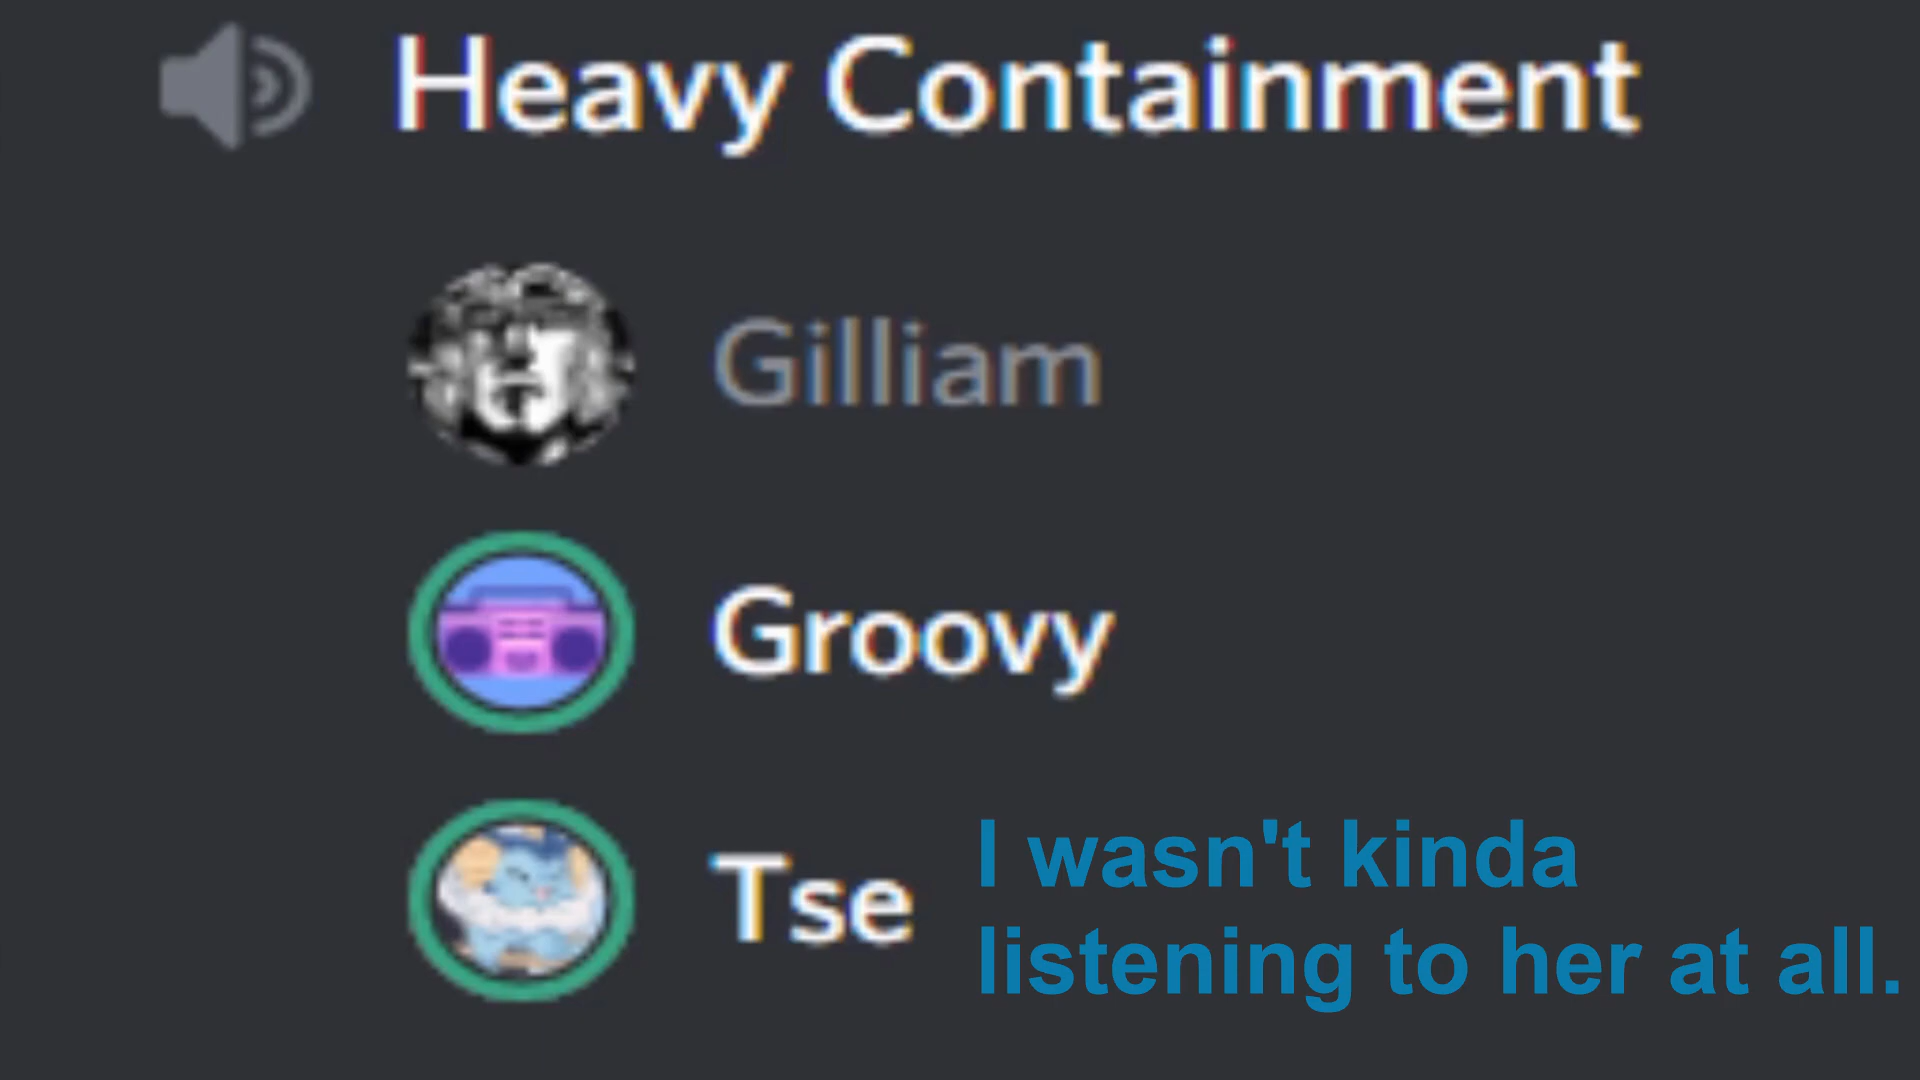 Heavy Containment
Gilliam
Groovy
Tse
I wasn't kinda
listening to her at all.